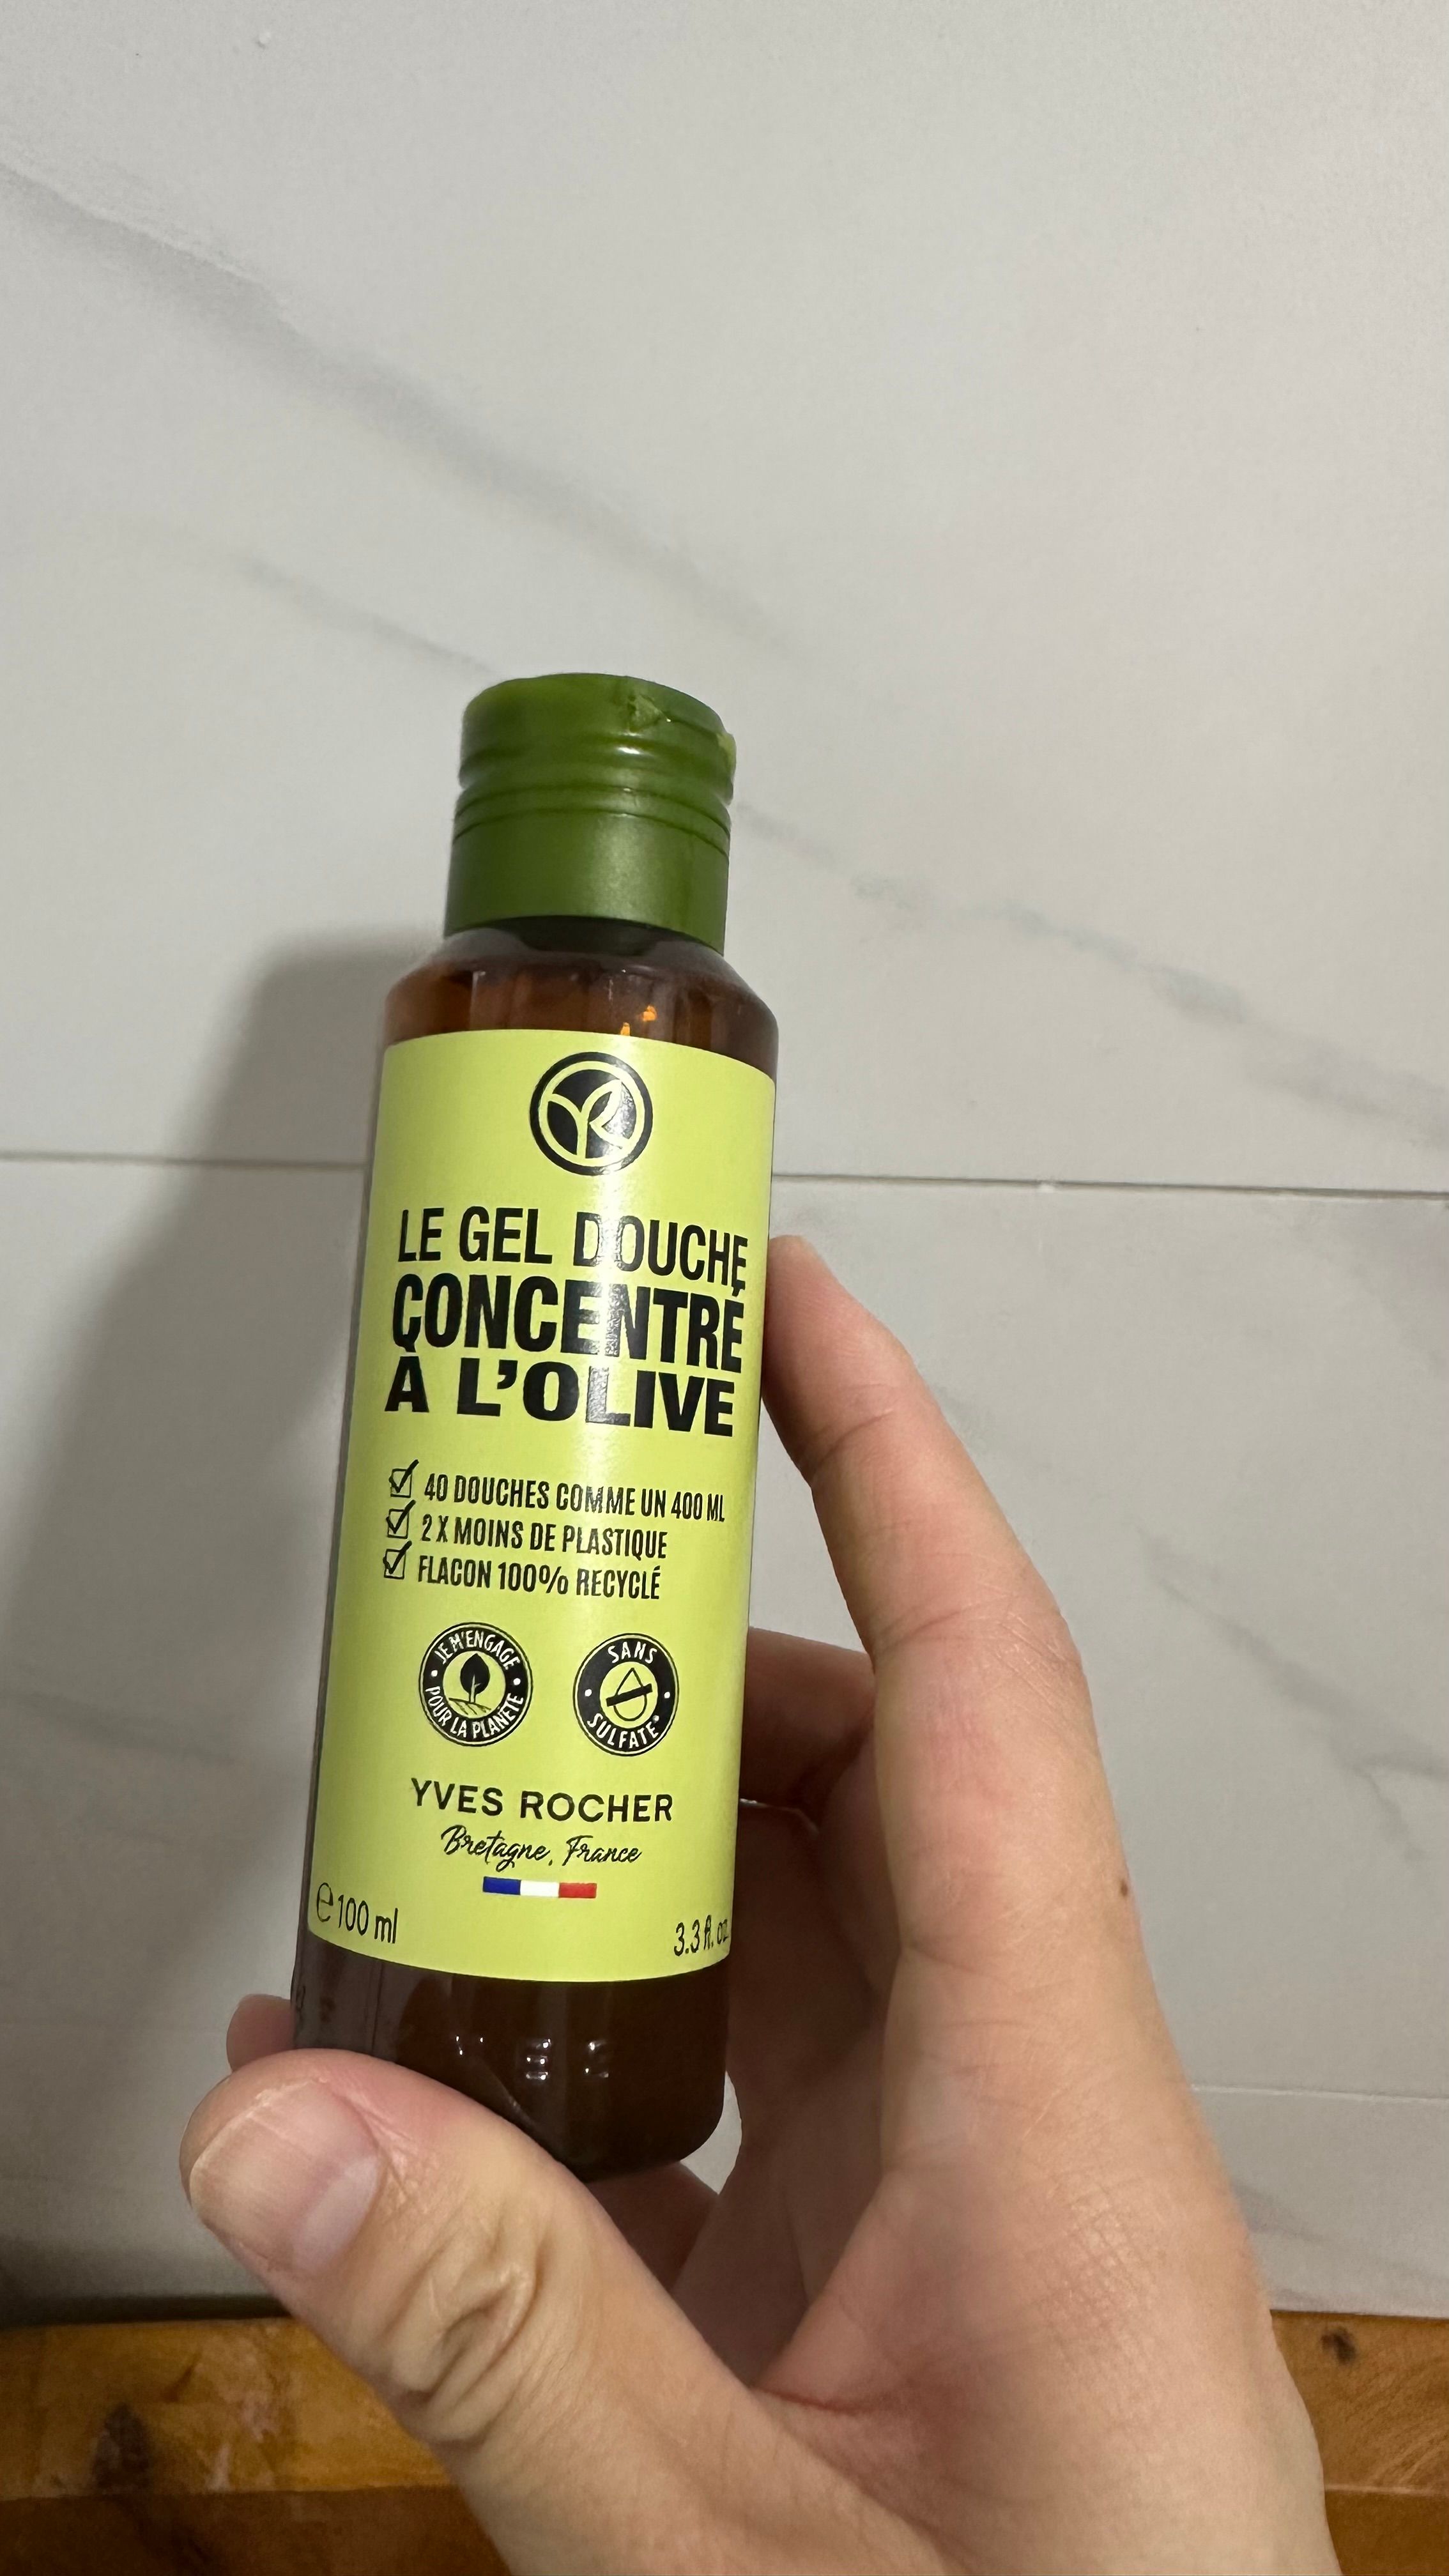 LE GEL DOUCHE
CONCENTRÉ
À L'OLIVE
40 DOUCHES COMME UN 400 ML
2 X MOINS DE PLASTIQUE
FLACON 100% RECYCLÉ
JE M'ENGAGE POUR LA PLANÈTE
SANS SULFATE*
YVES ROCHER
Bretagne, France
e 100 ml
3.3 fl. oz.